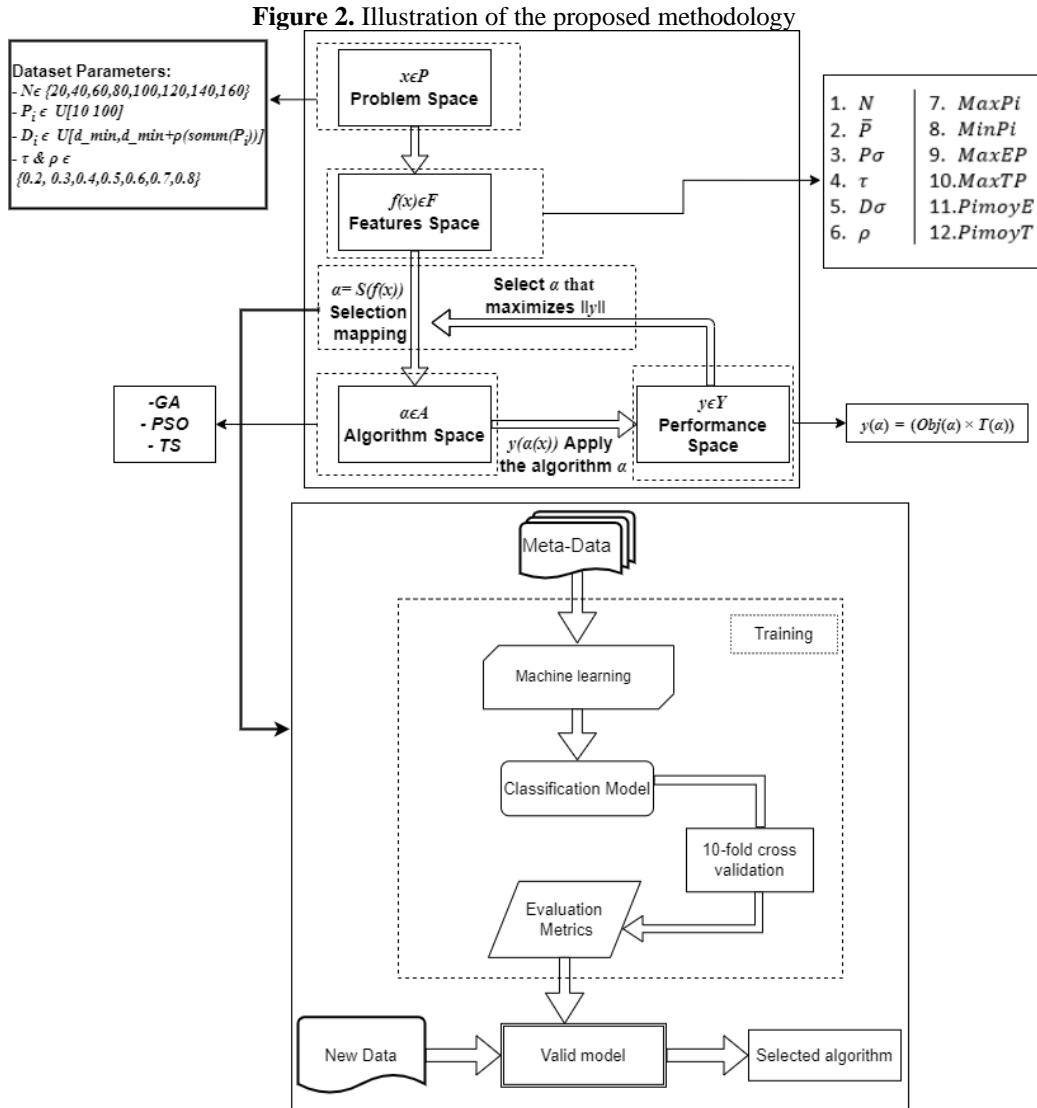 Figure 2. Illustration of the proposed methodology
Dataset Parameters:
- Nϵ {20,40,60,80,100,120,140,160}
- P_i ϵ U[10 100]
- D_i ϵ U[d_min,d_min+ρ(somm(P_i))]
- τ & ρ ϵ
{0.2, 0.3,0.4,0.5,0.6,0.7,0.8}
xϵP
Problem Space
f(x)ϵF
Features Space
1. N
2. P̄
3. Pσ
4. τ
5. Dσ
6. ρ
7. MaxPi
8. MinPi
9. MaxEP
10.MaxTP
11.PimoyE
12.PimoyT
α= S(f(x))
Selection
mapping
Select α that
maximizes ||y||
-GA
- PSO
- TS
αϵA
Algorithm Space
y(α(x)) Apply
the algorithm α
yϵY
Performance
Space
y(α) = (Obj(α) × T(α))
Meta-Data
Training
Machine learning
Classification Model
10-fold cross
validation
Evaluation
Metrics
New Data
Valid model
Selected algorithm